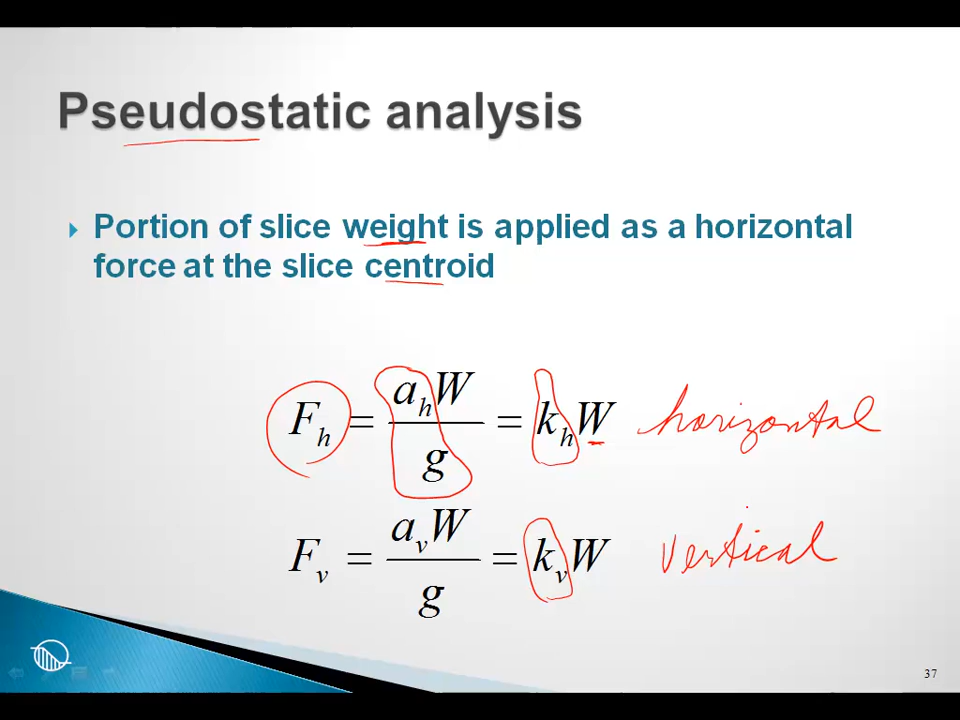 Pseudostatic analysis
Portion of slice weight is applied as a horizontal
force at the slice centroid
F_h = a_h W / g = k_h W horizontal
F_v = a_v W / g = k_v W vertical
37